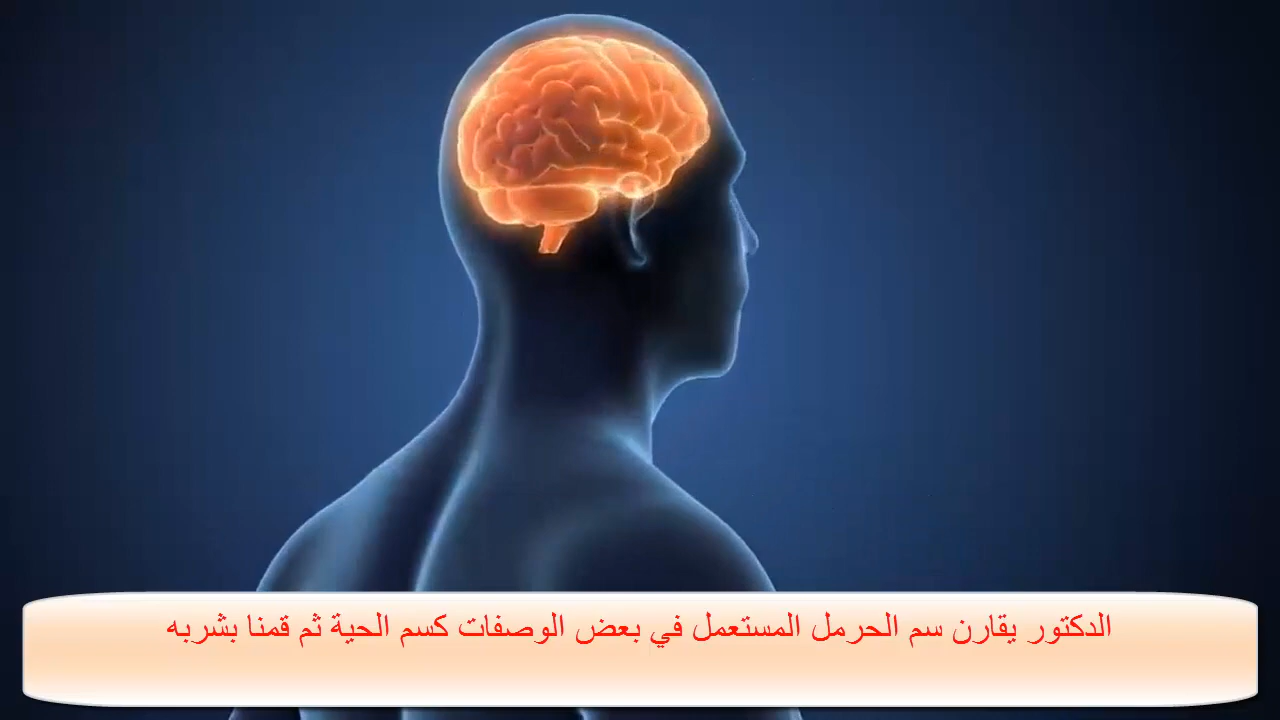 الدكتور يقارن سم الحرمل المستعمل في بعض الوصفات كسم الحية ثم قمنا بشربه